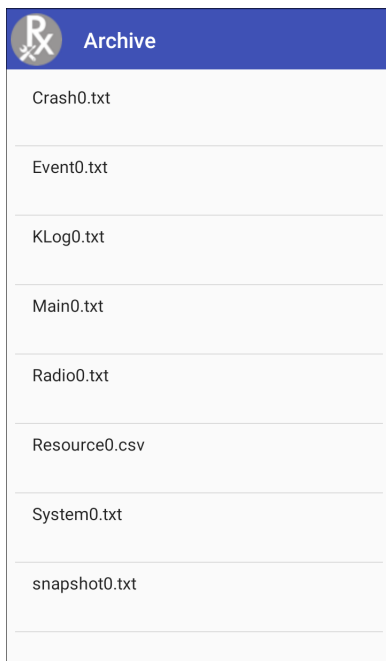 Rx
Archive
Crash0.txt
Event0.txt
KLog0.txt
Main0.txt
Radio0.txt
Resource0.csv
System0.txt
snapshot0.txt